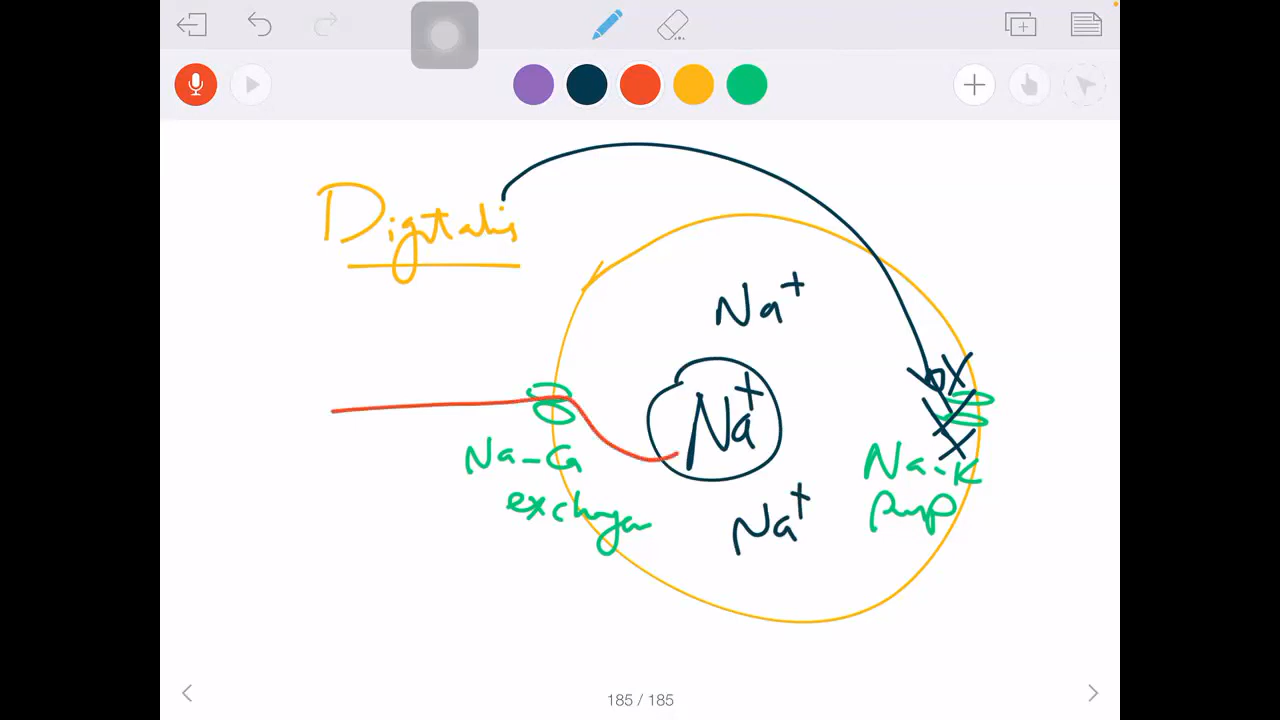 Digitalis
Na+
Na+
Na-Ca
exchanger
Na+
Na-K
Pump
185 / 185